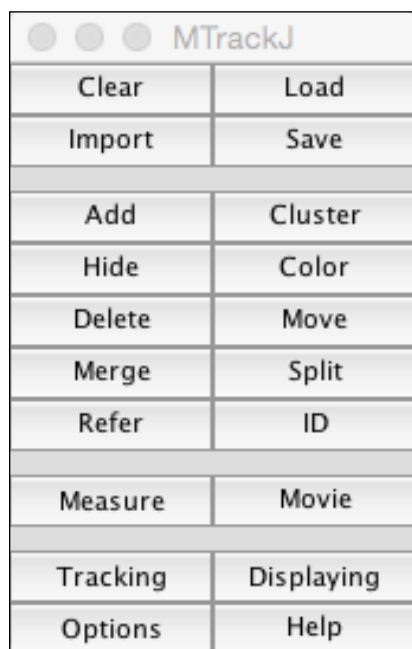 MTrackJ
Clear Load
Import Save
Add Cluster
Hide Color
Delete Move
Merge Split
Refer ID
Measure Movie
Tracking Displaying
Options Help